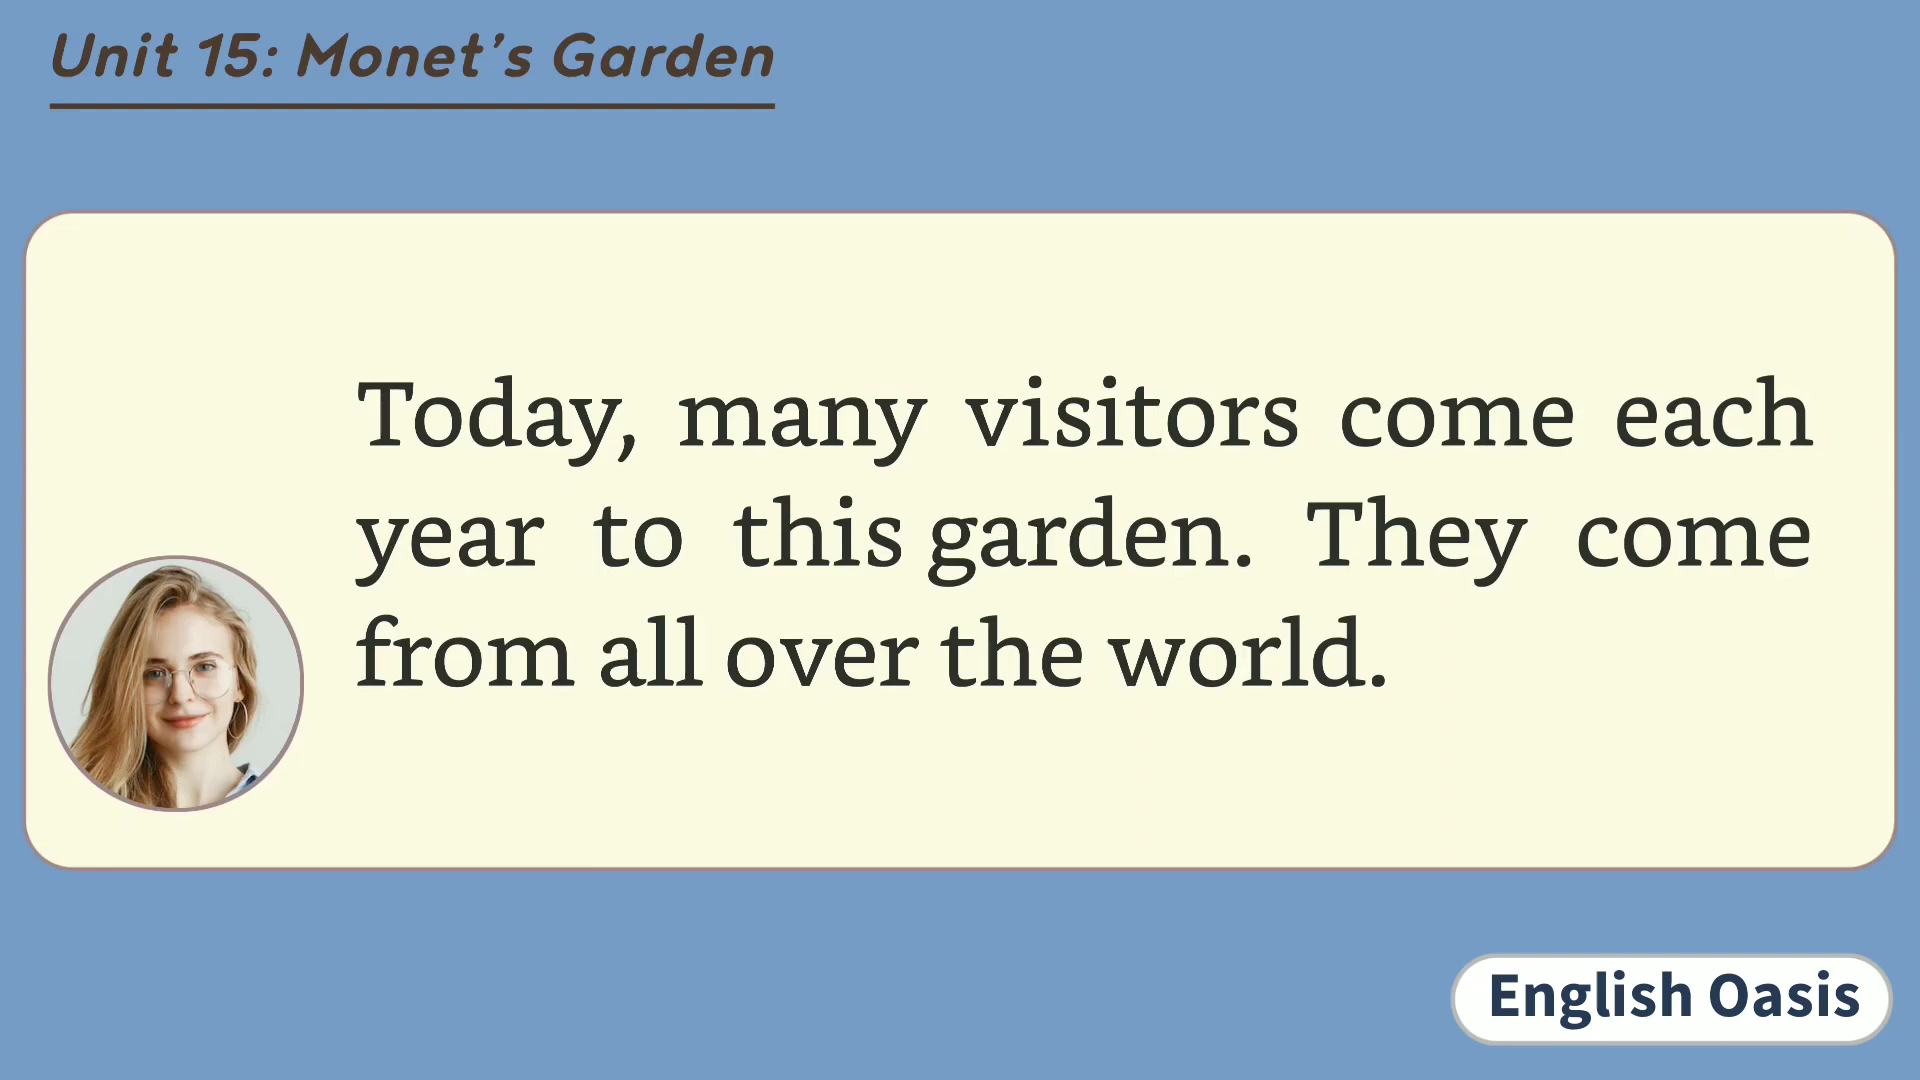 Unit 15: Monet’s Garden
Today, many visitors come each
year to this garden. They come
from all over the world.
English Oasis